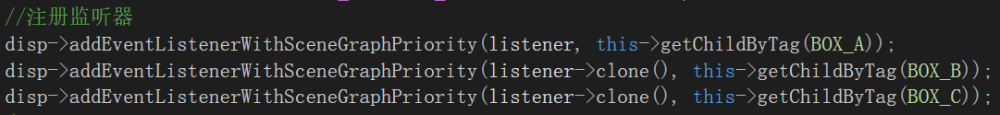 //注册监听器
disp->addEventListenerWithSceneGraphPriority(listener, this->getChildByTag(BOX_A));
disp->addEventListenerWithSceneGraphPriority(listener->clone(), this->getChildByTag(BOX_B));
disp->addEventListenerWithSceneGraphPriority(listener->clone(), this->getChildByTag(BOX_C));